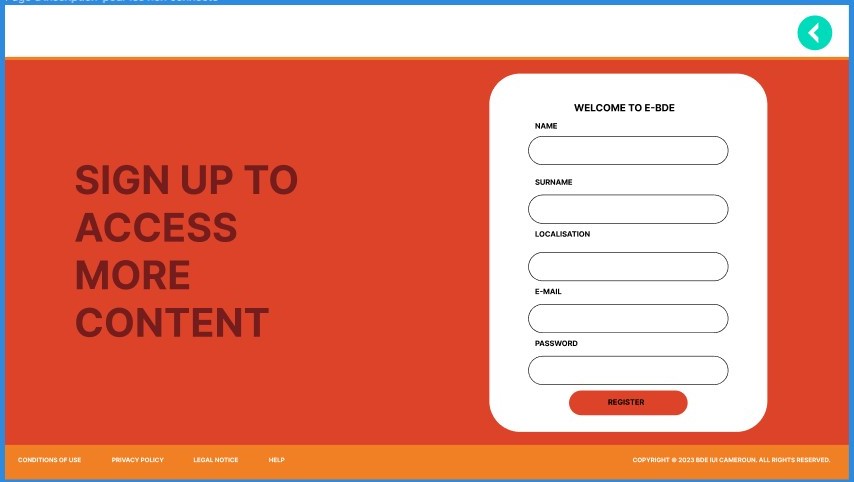 WELCOME TO E-BDE
NAME
SURNAME
LOCALISATION
E-MAIL
PASSWORD
REGISTER
SIGN UP TO
ACCESS
MORE
CONTENT
CONDITIONS OF USE
PRIVACY POLICY
LEGAL NOTICE
HELP
COPYRIGHT © 2023 BDE IUI CAMEROUN. ALL RIGHTS RESERVED.